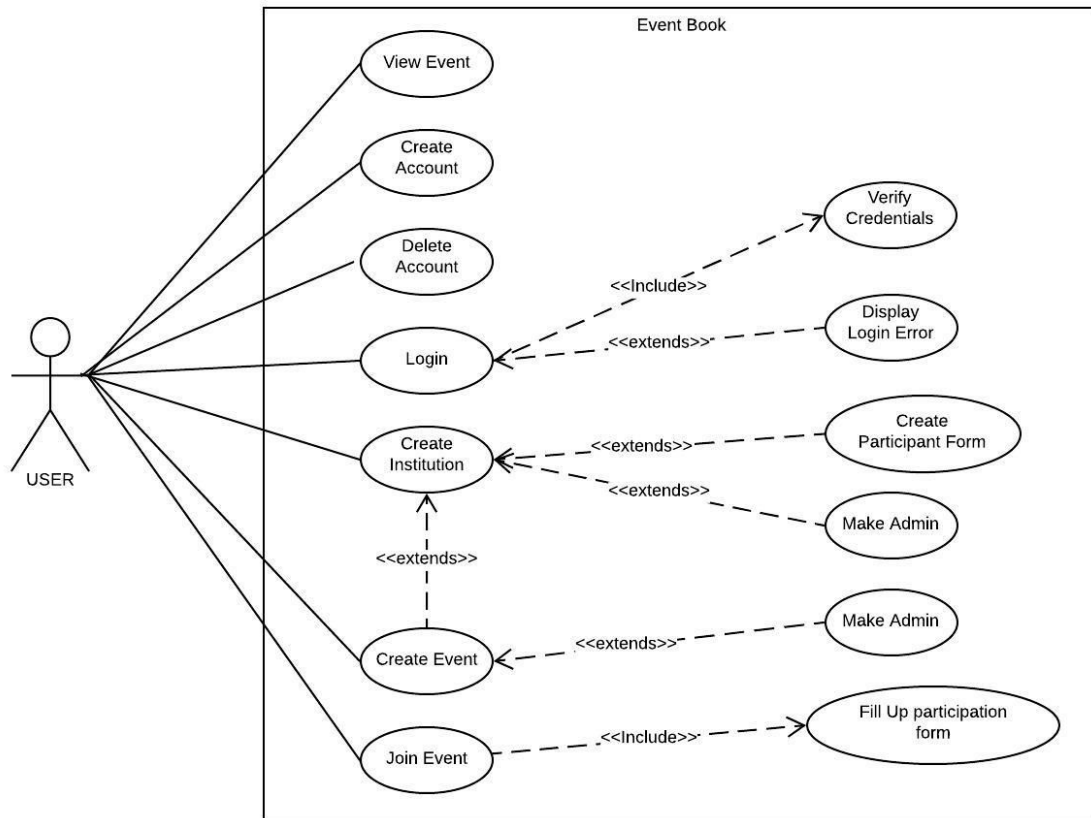 Event Book
View Event
Create
Account
Verify
Credentials
Delete
Account
<<Include>>
Display
Login Error
<<extends>>
Login
Create
Participant Form
<<extends>>
Create
Institution
<<extends>>
USER
Make Admin
<<extends>>
Make Admin
<<extends>>
Create Event
Fill Up participation
form
<<Include>>
Join Event